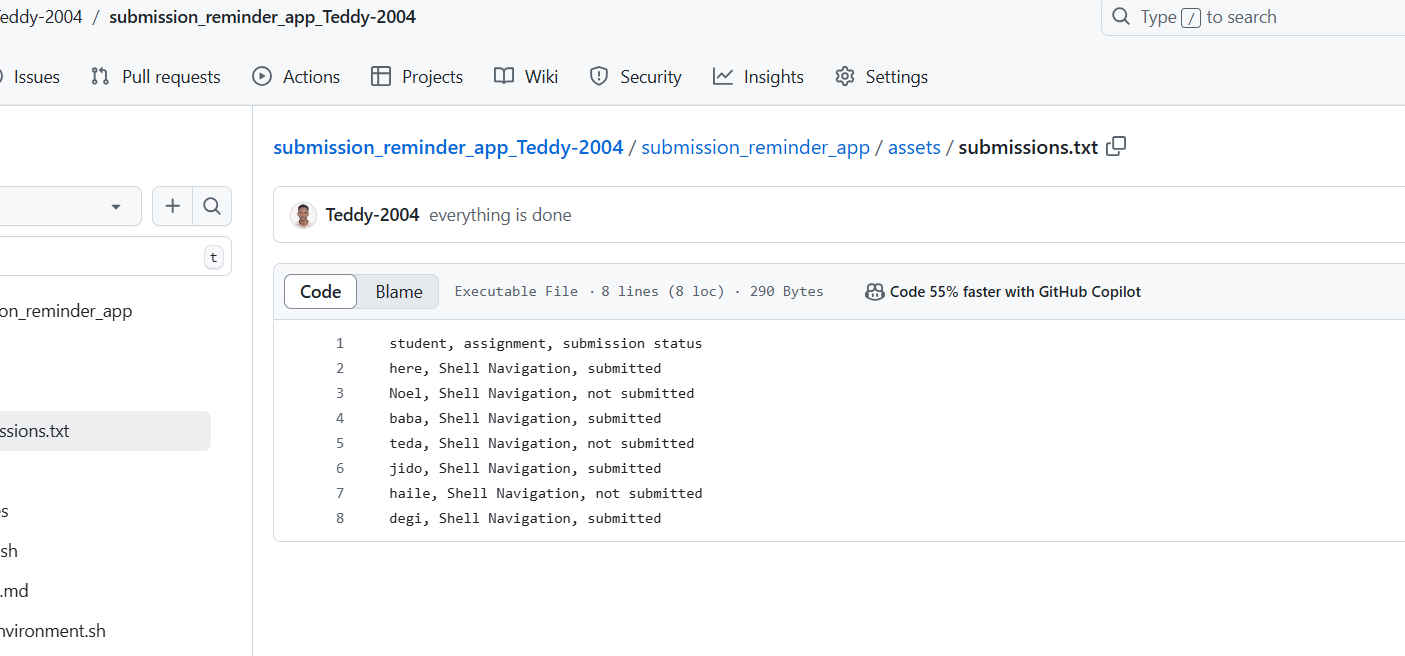 eddy-2004 / submission_reminder_app_Teddy-2004
Type / to search
Issues Pull requests Actions Projects Wiki Security Insights Settings
submission_reminder_app_Teddy-2004 / submission_reminder_app / assets / submissions.txt
t
Teddy-2004 everything is done
Code Blame Executable File · 8 lines (8 loc) · 290 Bytes Code 55% faster with GitHub Copilot
on_reminder_app
ssions.txt
s
sh
.md
nvironment.sh
1 student, assignment, submission status
2 here, Shell Navigation, submitted
3 Noel, Shell Navigation, not submitted
4 baba, Shell Navigation, submitted
5 teda, Shell Navigation, not submitted
6 jido, Shell Navigation, submitted
7 haile, Shell Navigation, not submitted
8 degi, Shell Navigation, submitted